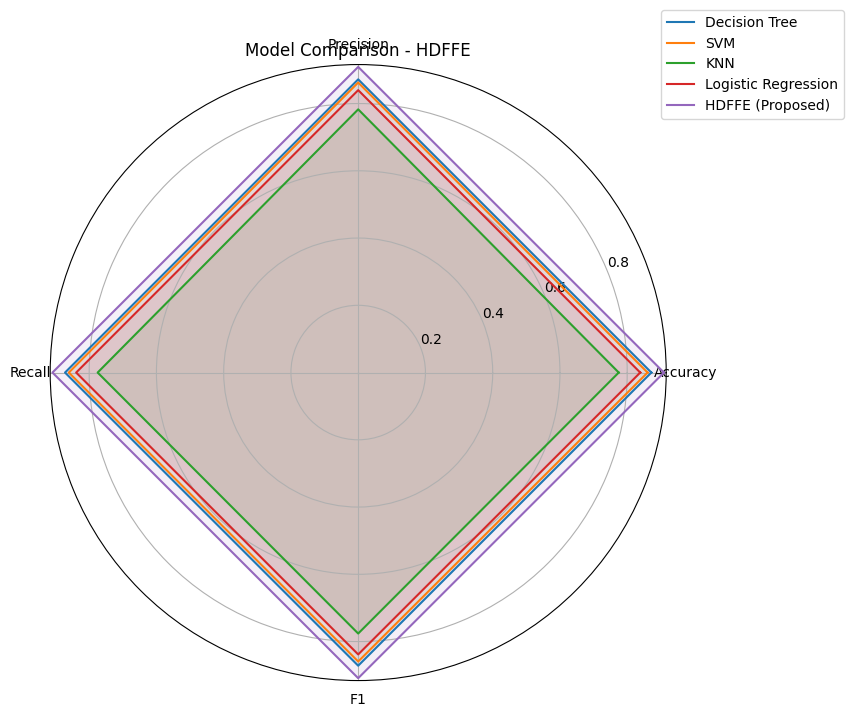 Decision Tree
SVM
KNN
Logistic Regression
HDFFE (Proposed)
Precision
Model Comparison - HDFFE
0.8
0.6
0.4
0.2
Recall
Accuracy
F1